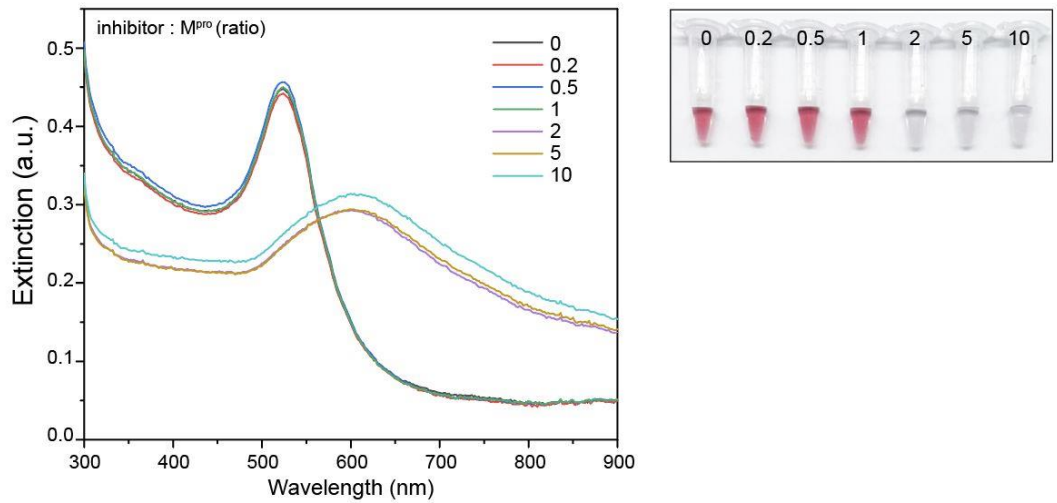 inhibitor : Mᵖʳᵒ (ratio)
0
0.2
0.5
1
2
5
10
0.5
0.4
0.3
0.2
0.1
0.0
Extinction (a.u.)
300 400 500 600 700 800 900
Wavelength (nm)
0 0.2 0.5 1 2 5 10